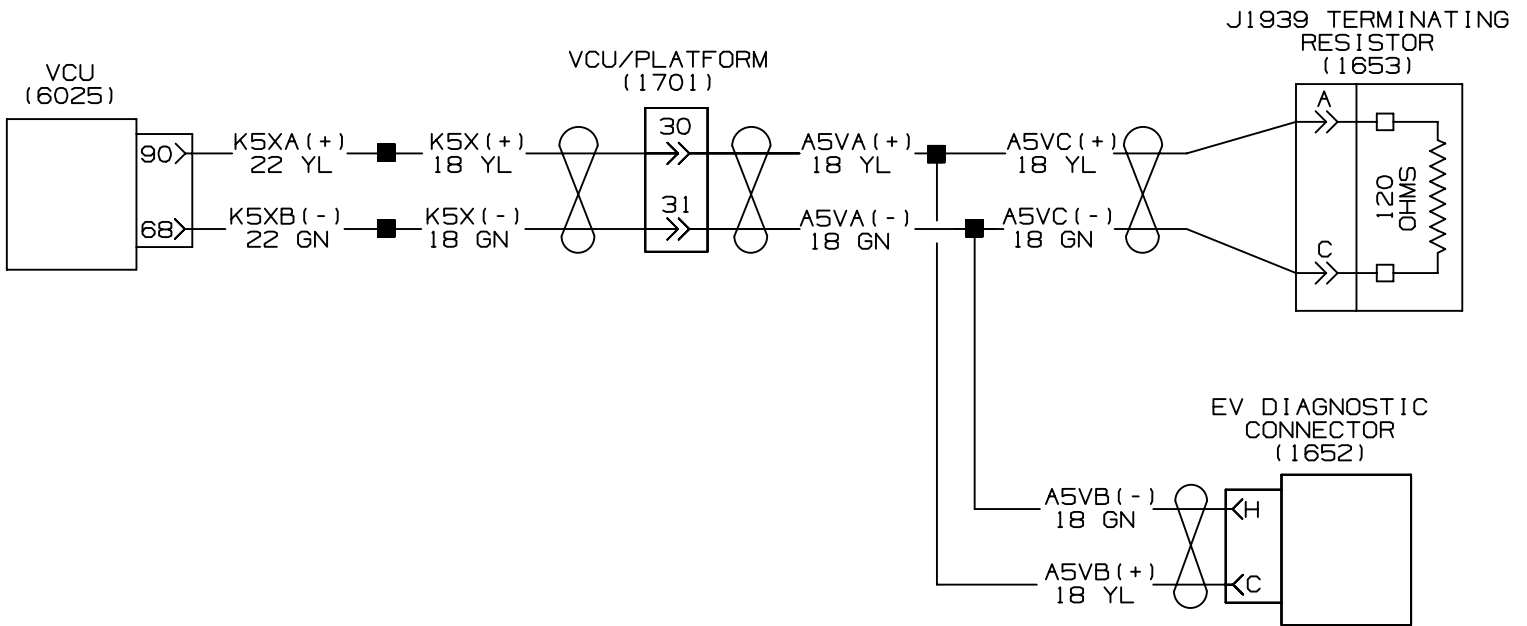 J1939 TERMINATING
RESISTOR
(1653)
VCU/PLATFORM
(1701)
VCU
(6025)
A
30
90
K5XA(+)
22 YL
K5X(+)
18 YL
A5VA(+)
18 YL
A5VC(+)
18 YL
120
OHMS
31
68
K5XB(-)
22 GN
K5X(-)
18 GN
A5VA(-)
18 GN
A5VC(-)
18 GN
C
EV DIAGNOSTIC
CONNECTOR
(1652)
A5VB(-)
18 GN
H
A5VB(+)
18 YL
C